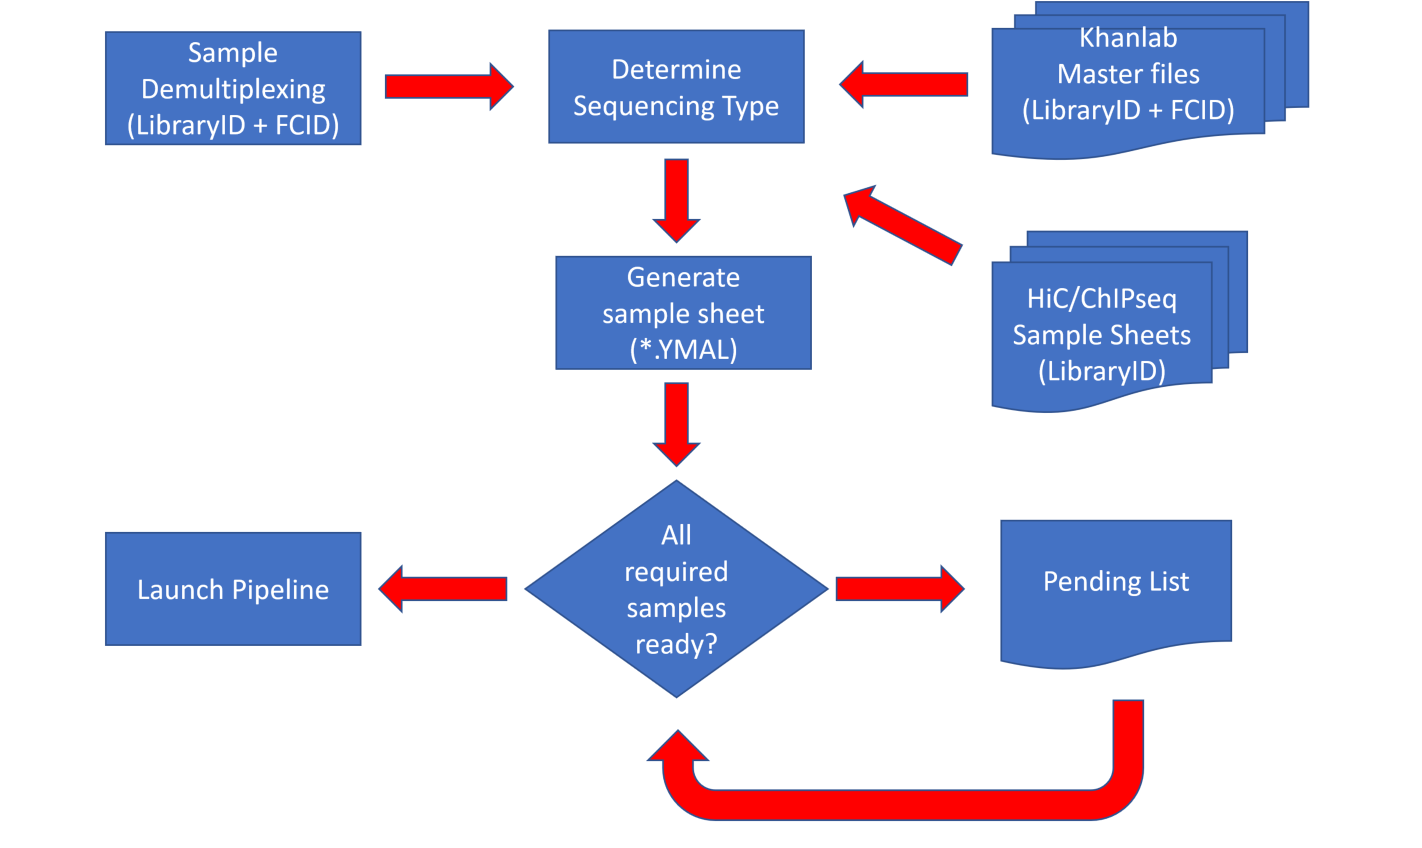 Sample
Demultiplexing
(LibraryID + FCID)
Determine
Sequencing Type
Khanlab
Master files
(LibraryID + FCID)
Generate
sample sheet
(*.YMAL)
HiC/ChIPseq
Sample Sheets
(LibraryID)
Launch Pipeline
All
required
samples
ready?
Pending List